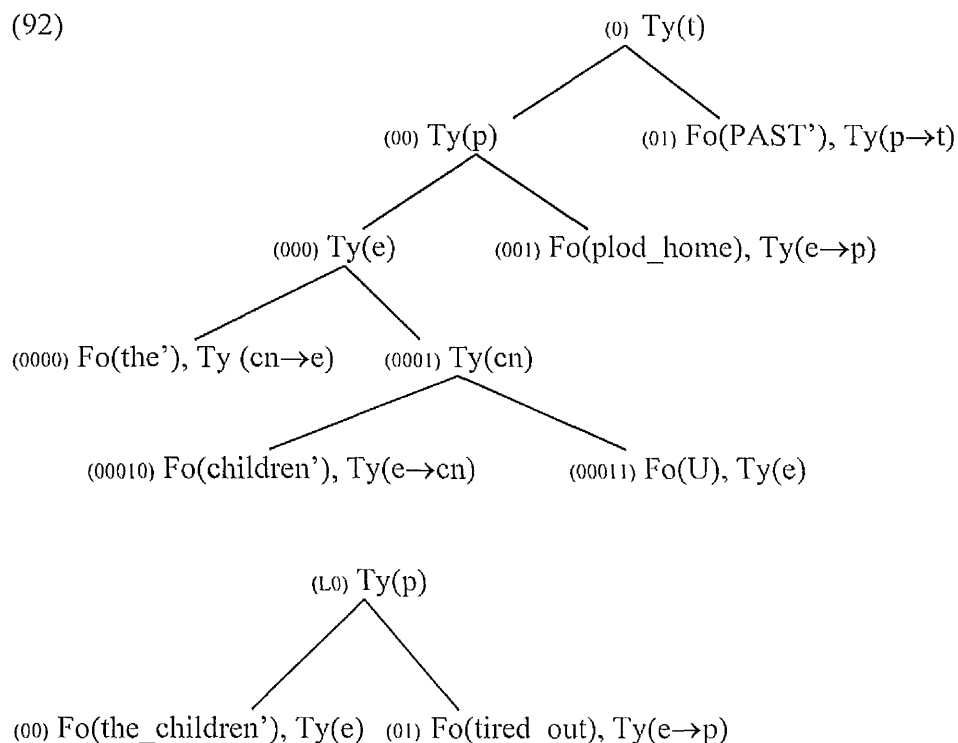 (92)
(0) Ty(t)
(00) Ty(p) (01) Fo(PAST’), Ty(p→t)
(000) Ty(e) (001) Fo(plod_home), Ty(e→p)
(0000) Fo(the’), Ty (cn→e) (0001) Ty(cn)
(00010) Fo(children’), Ty(e→cn) (00011) Fo(U), Ty(e)
(L0) Ty(p)
(00) Fo(the_children’), Ty(e) (01) Fo(tired_out), Ty(e→p)